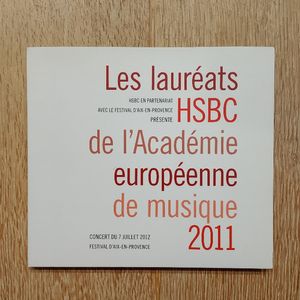 Les lauréats
HSBC EN PARTENARIAT
AVEC LE FESTIVAL D'AIX-EN-PROVENCE
PRÉSENTE
HSBC
de l'Académie
européenne
de musique
CONCERT DU 7 JUILLET 2012
FESTIVAL D'AIX-EN-PROVENCE
2011